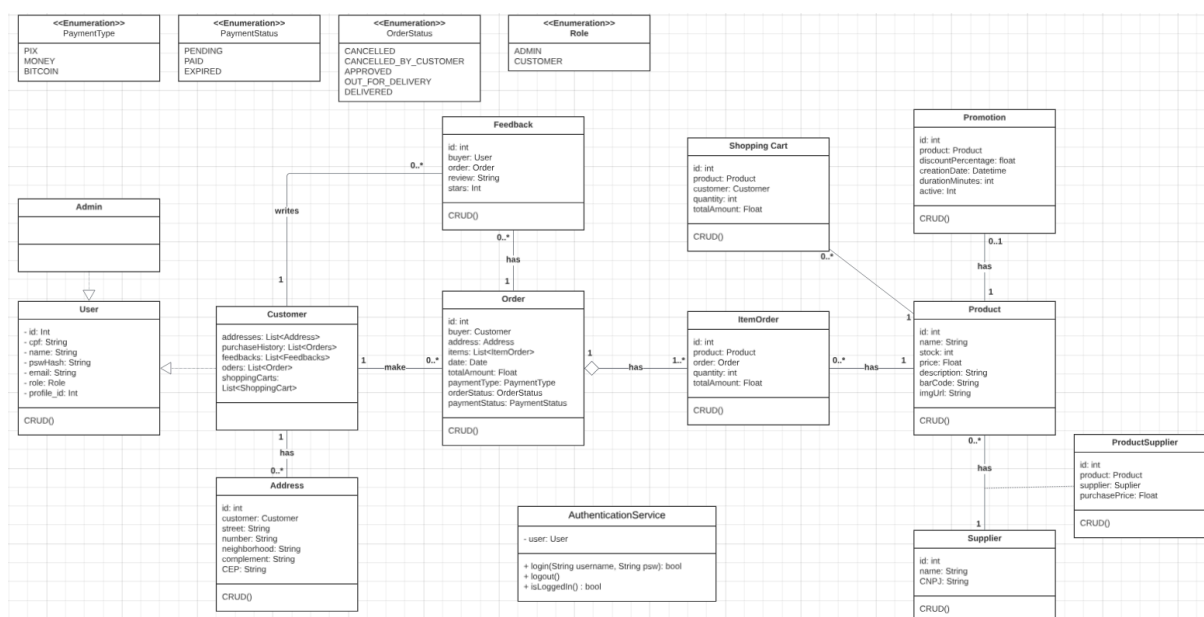 <<Enumeration>>
PaymentType
PIX
MONEY
BITCOIN
<<Enumeration>>
PaymentStatus
PENDING
PAID
EXPIRED
<<Enumeration>>
OrderStatus
CANCELLED
CANCELLED_BY_CUSTOMER
APPROVED
OUT_FOR_DELIVERY
DELIVERED
<<Enumeration>>
Role
ADMIN
CUSTOMER
Feedback
id: int
buyer: User
order: Order
review: String
stars: Int
CRUD()
Shopping Cart
id: int
product: Product
customer: Customer
quantity: int
totalAmount: Float
CRUD()
Promotion
id: int
product: Product
discountPercentage: float
creationDate: Datetime
durationMinutes: int
active: Int
CRUD()
0..*
writes
1
0..*
has
1
0..*
1
0..1
has
1
Admin
User
- id: Int
- cpf: String
- name: String
- pswHash: String
- email: String
- role: Role
- profile_id: Int
CRUD()
Customer
addresses: List<Address>
purchaseHistory: List<Orders>
feedbacks: List<Feedbacks>
oders: List<Order>
shoppingCarts:
List<ShoppingCart>
CRUD()
1
make
0..*
Order
id: int
buyer: Customer
address: Address
items: List<ItemOrder>
date: Date
totalAmount: Float
paymentType: PaymentType
orderStatus: OrderStatus
paymentStatus: PaymentStatus
CRUD()
1
has
1..*
ItemOrder
id: int
product: Product
order: Order
quantity: int
totalAmount: Float
CRUD()
0..*
has
1
Product
id: int
name: String
stock: int
price: Float
description: String
barCode: String
imgUrl: String
CRUD()
1
has
0..*
Address
id: int
customer: Customer
street: String
number: String
neighborhood: String
complement: String
CEP: String
CRUD()
AuthenticationService
- user: User
+ login(String username, String psw): bool
+ logout()
+ isLoggedIn() : bool
0..*
has
1
ProductSupplier
id: int
product: Product
supplier: Suplier
purchasePrice: Float
CRUD()
Supplier
id: int
name: String
CNPJ: String
CRUD()